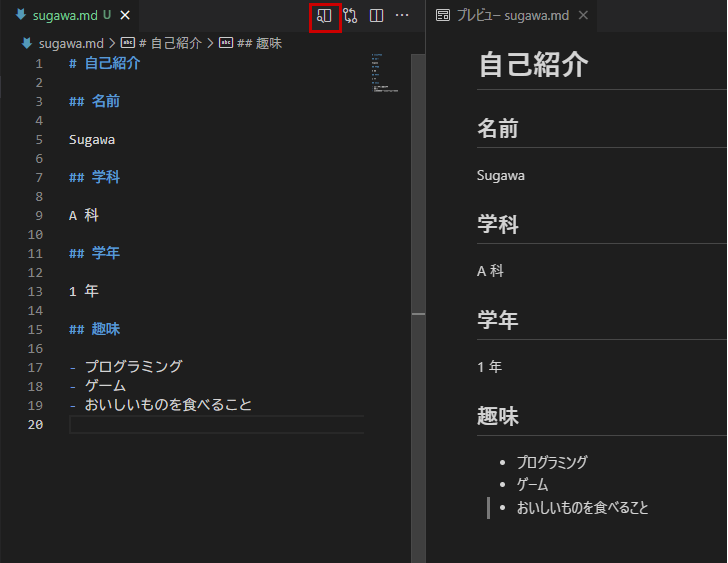 sugawa.md U
sugawa.md > # 自己紹介 > ## 趣味
1 # 自己紹介
2
3 ## 名前
4
5 Sugawa
6
7 ## 学科
8
9 A 科
10
11 ## 学年
12
13 1 年
14
15 ## 趣味
16
17 - プログラミング
18 - ゲーム
19 - おいしいものを食べること
20
プレビュー sugawa.md
自己紹介
名前
Sugawa
学科
A 科
学年
1 年
趣味
• プログラミング
• ゲーム
• おいしいものを食べること